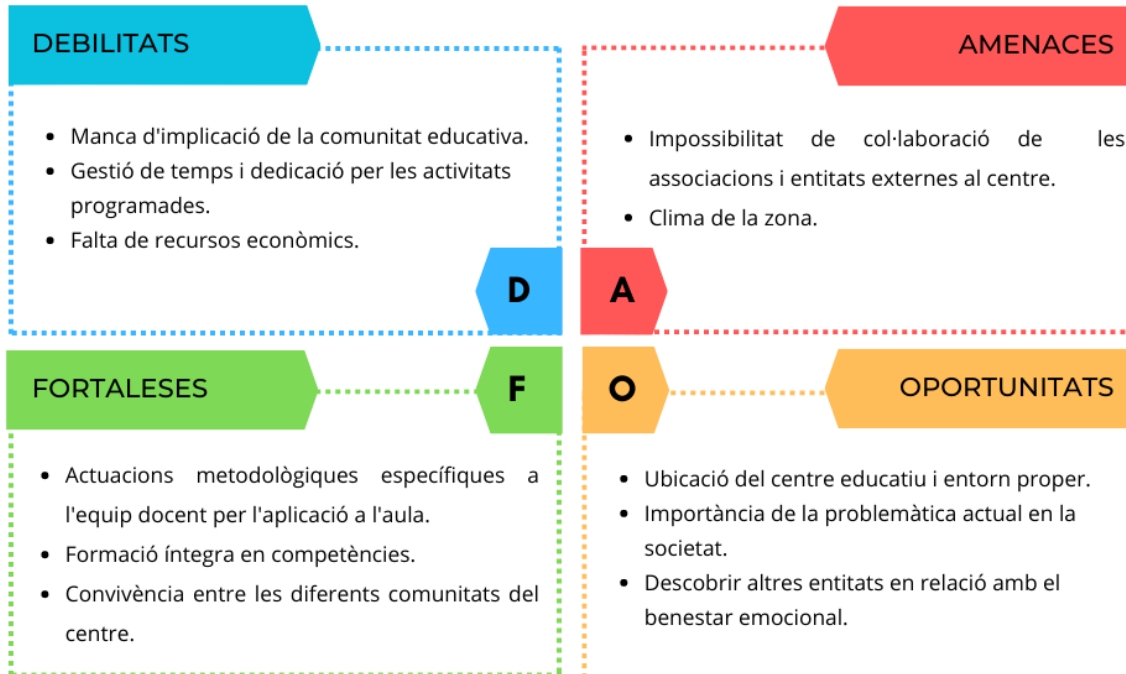 DEBILITATS
• Manca d'implicació de la comunitat educativa.
• Gestió de temps i dedicació per les activitats
programades.
• Falta de recursos econòmics.
D
AMENACES
• Impossibilitat de col·laboració de les
associacions i entitats externes al centre.
• Clima de la zona.
A
FORTALESES
F
• Actuacions metodològiques específiques a
l'equip docent per l'aplicació a l'aula.
• Formació íntegra en competències.
• Convivència entre les diferents comunitats del
centre.
O
OPORTUNITATS
• Ubicació del centre educatiu i entorn proper.
• Importància de la problemàtica actual en la
societat.
• Descobrir altres entitats en relació amb el
benestar emocional.